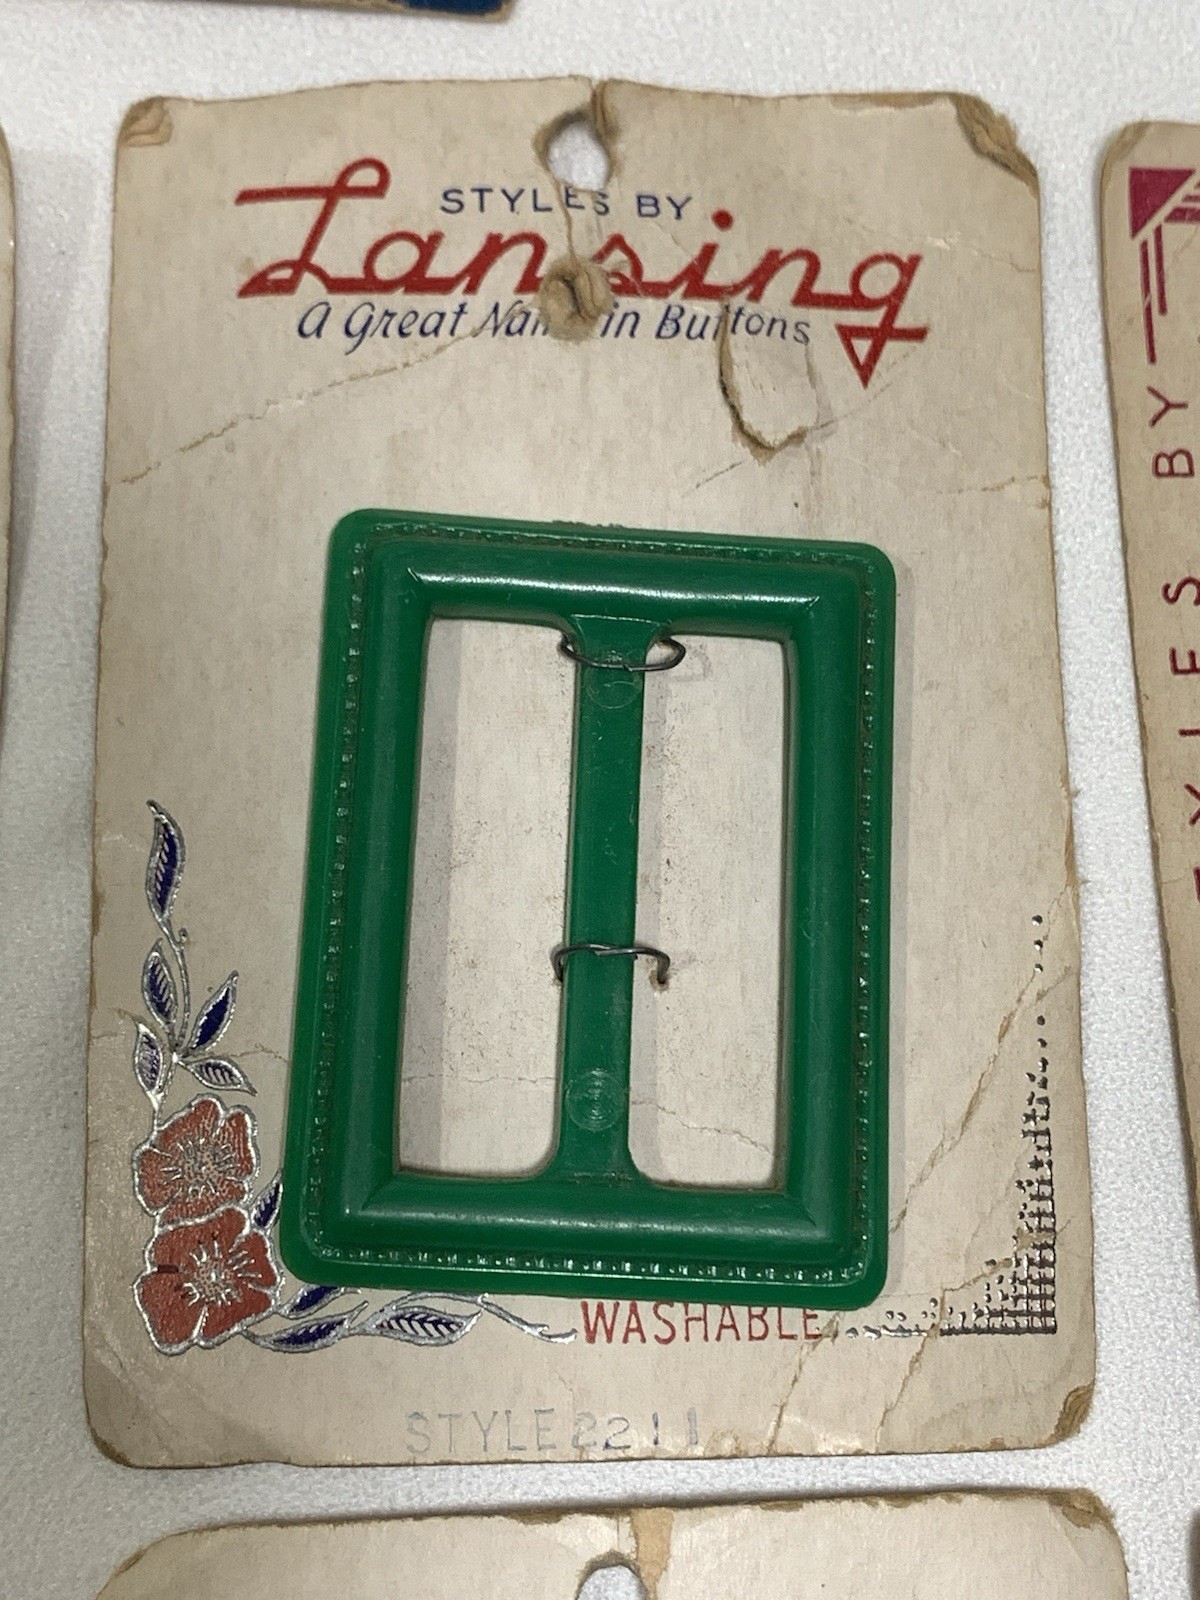 STYLES BY
Lansing
A Great Name in Buttons
WASHABLE
STYLE 2211
STYLES BY